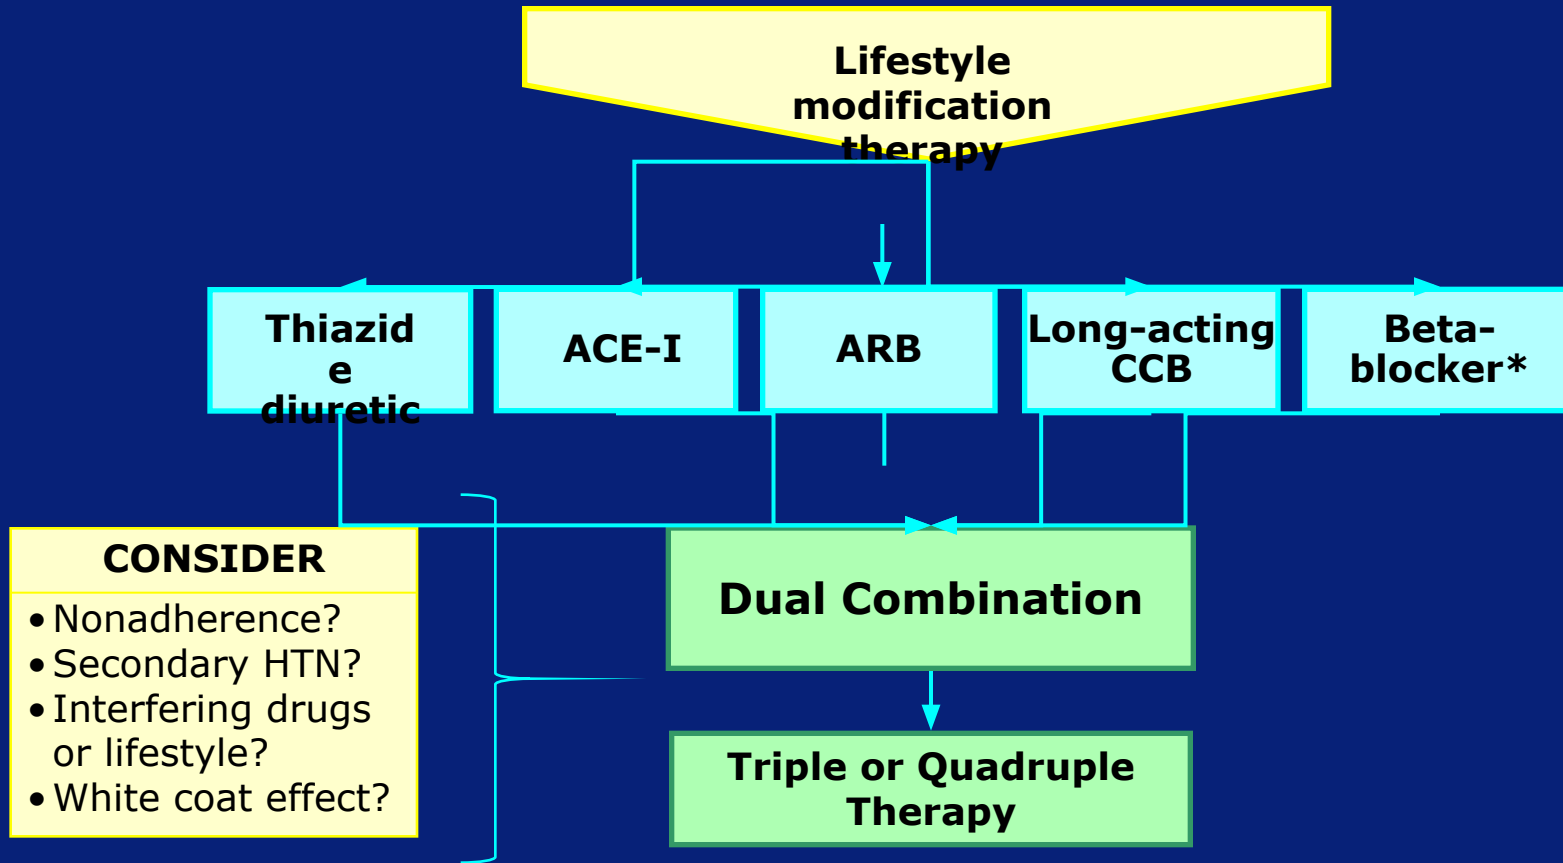 Lifestyle
modification
therapy
Thiazid
e
diuretic
ACE-I
ARB
Long-acting
CCB
Beta-
blocker*
CONSIDER
• Nonadherence?
• Secondary HTN?
• Interfering drugs
or lifestyle?
• White coat effect?
Dual Combination
Triple or Quadruple
Therapy